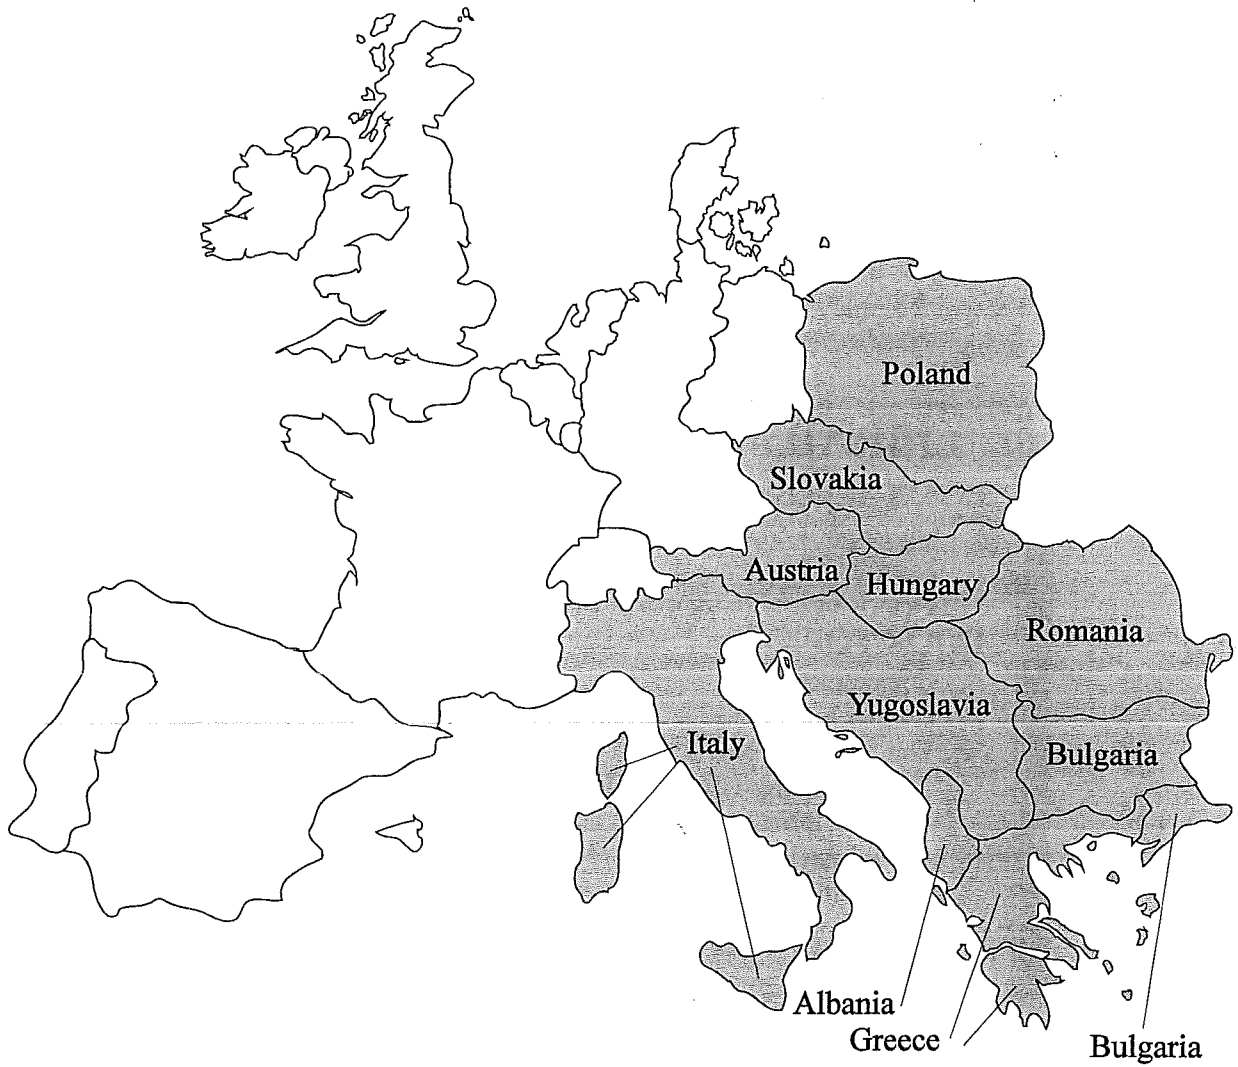 Poland
Slovakia
Austria
Hungary
Romania
Yugoslavia
Italy
Bulgaria
Albania
Greece
Bulgaria